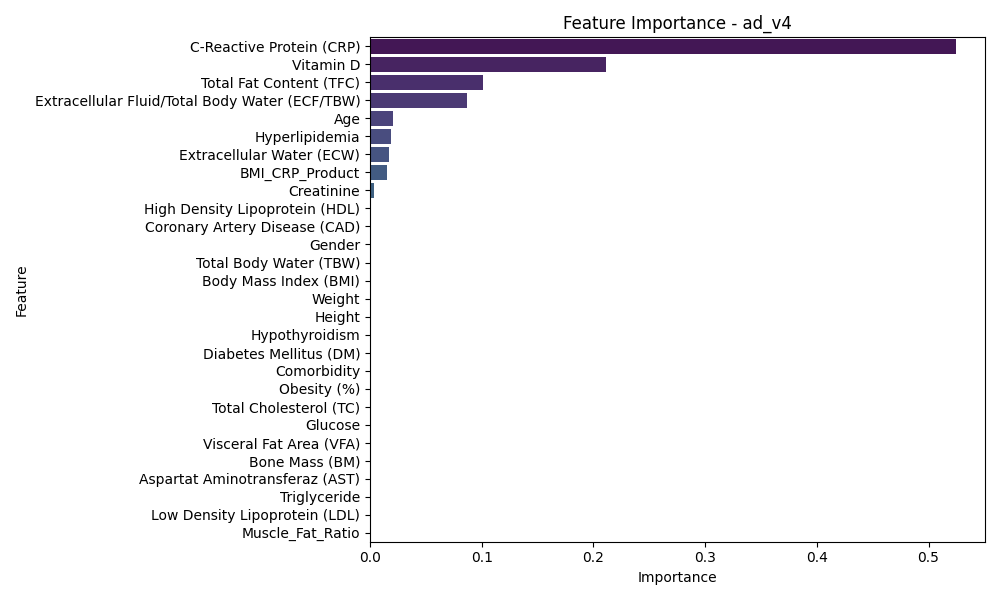 Feature Importance - ad_v4
C-Reactive Protein (CRP)
Vitamin D
Total Fat Content (TFC)
Extracellular Fluid/Total Body Water (ECF/TBW)
Age
Hyperlipidemia
Extracellular Water (ECW)
BMI_CRP_Product
Creatinine
High Density Lipoprotein (HDL)
Coronary Artery Disease (CAD)
Gender
Total Body Water (TBW)
Body Mass Index (BMI)
Weight
Height
Hypothyroidism
Diabetes Mellitus (DM)
Comorbidity
Obesity (%)
Total Cholesterol (TC)
Glucose
Visceral Fat Area (VFA)
Bone Mass (BM)
Aspartat Aminotransferaz (AST)
Triglyceride
Low Density Lipoprotein (LDL)
Muscle_Fat_Ratio
Feature
0.0 0.1 0.2 0.3 0.4 0.5
Importance